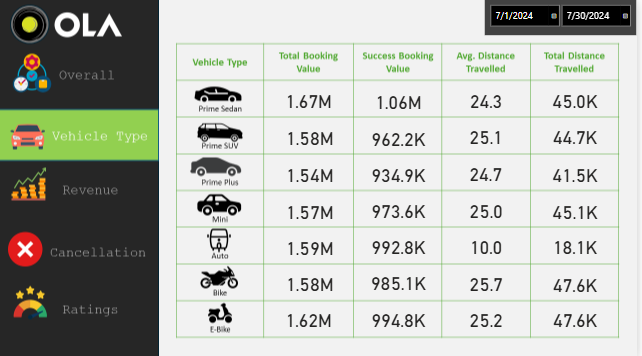 OLA
7/1/2024 7/30/2024
Overall
Vehicle Type
Revenue
Cancellation
Ratings
Vehicle Type Total Booking Value Success Booking Value Avg. Distance Travelled Total Distance Travelled
Prime Sedan 1.67M 1.06M 24.3 45.0K
Prime SUV 1.58M 962.2K 25.1 44.7K
Prime Plus 1.54M 934.9K 24.7 41.5K
Mini 1.57M 973.6K 25.0 45.1K
Auto 1.59M 992.8K 10.0 18.1K
Bike 1.58M 985.1K 25.7 47.6K
E-Bike 1.62M 994.8K 25.2 47.6K